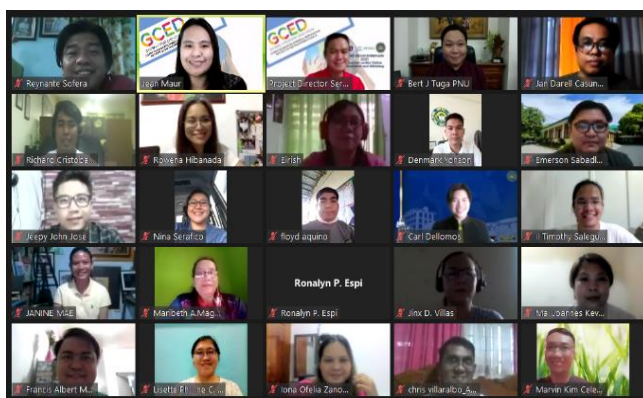 GCED
GCED
Reynante Sofera
Jean Maur
Project Director Ser...
Bert J Tuga PNU
Jan Darell Casun...
Richard Cristoba...
Rowena Hibanada
Eirish
Denmark Yonson
Emerson Sabadl...
Jeepy John Jose
Nina Serafico
floyd aquino
Carl Dellomos
Timothy Salegu...
JANINE MAE
Maribeth A.Mag...
Ronalyn P. Espi
Ronalyn P. Espi
Jinx D. Villas
Ma. Joannes Kev...
Francis Albert M...
Lisette
Iona Ofelia Zano...
chris villaralbo_A...
Marvin Kim Cele...